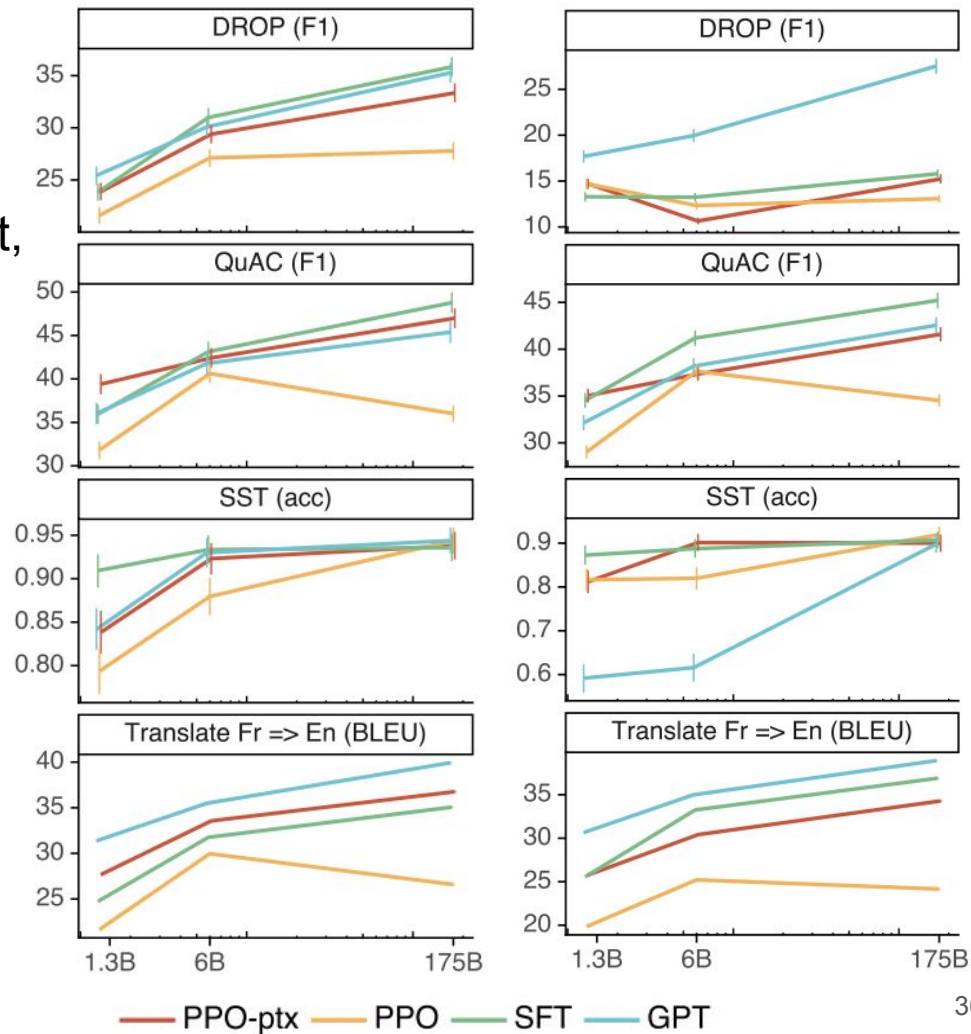 t,
DROP (F1)
35
30
25
QuAC (F1)
50
45
40
35
30
SST (acc)
0.95
0.90
0.85
0.80
Translate Fr => En (BLEU)
40
35
30
25
1.3B 6B 175B
DROP (F1)
25
20
15
10
QuAC (F1)
45
40
35
30
SST (acc)
0.9
0.8
0.7
0.6
Translate Fr => En (BLEU)
35
30
25
20
1.3B 6B 175B
PPO-ptx PPO SFT GPT